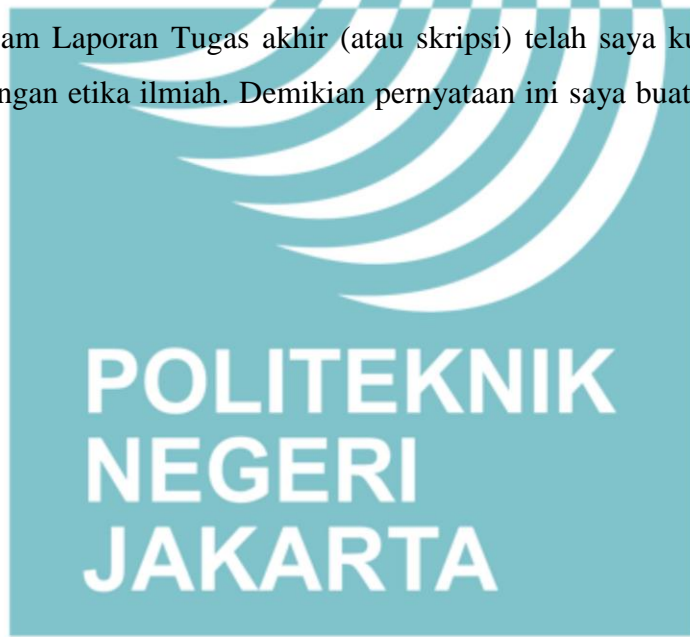 am Laporan Tugas akhir (atau skripsi) telah saya ku
ngan etika ilmiah. Demikian pernyataan ini saya buat
POLITEKNIK
NEGERI
JAKARTA